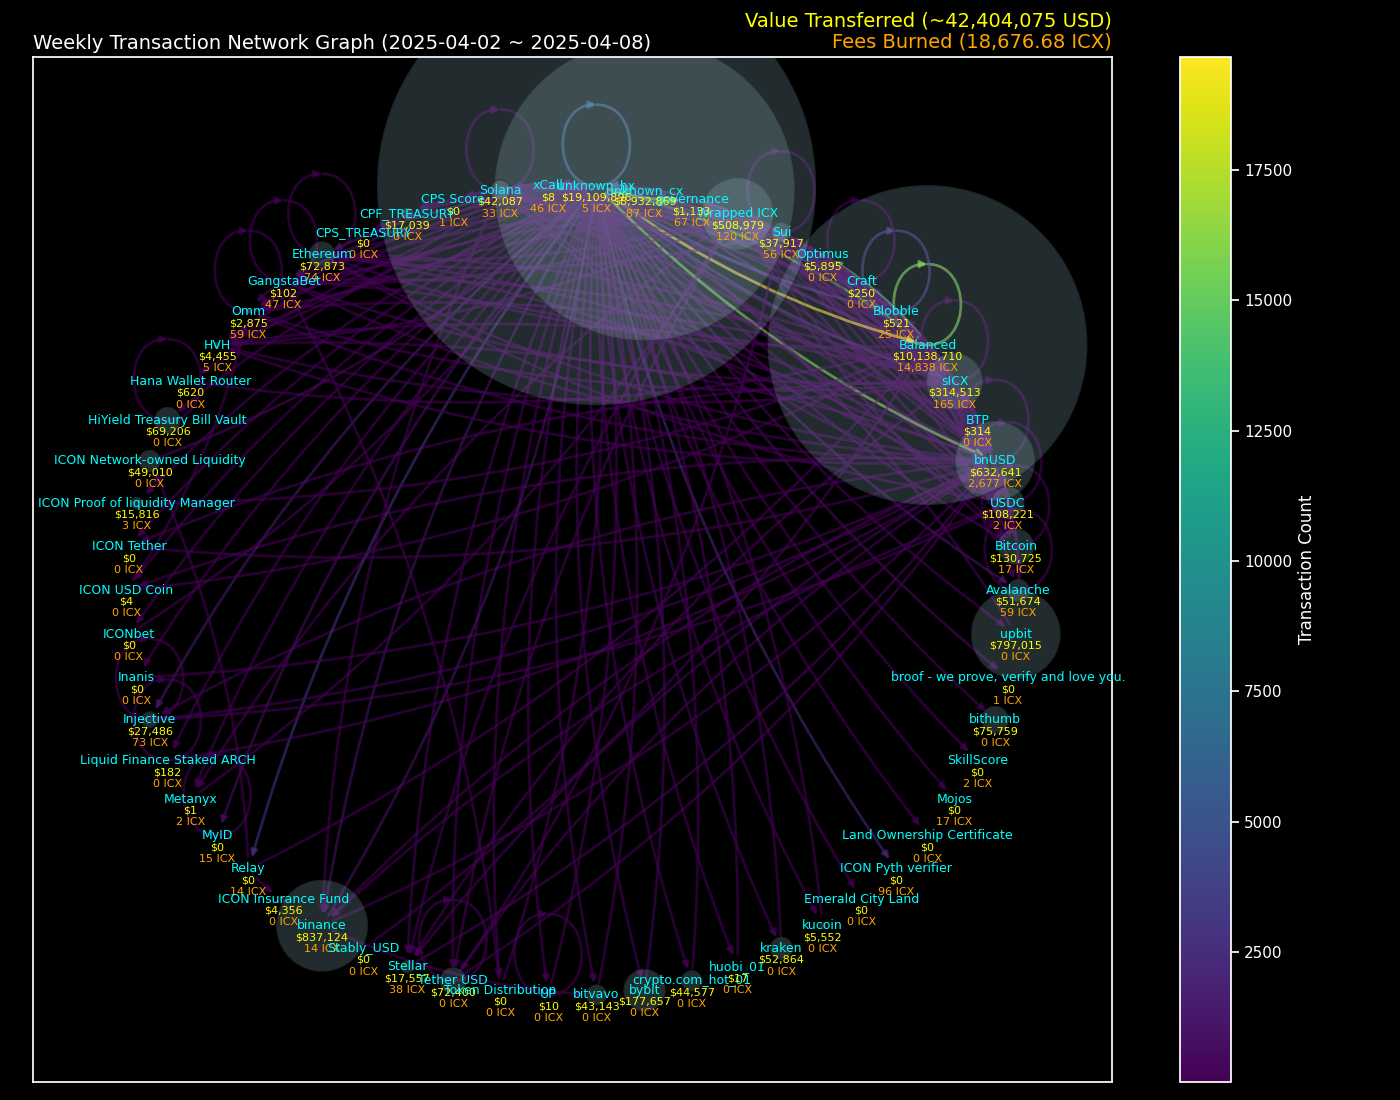 Value Transferred (~42,404,075 USD)
Weekly Transaction Network Graph (2025-04-02 ~ 2025-04-08)
Fees Burned (18,676.68 ICX)
Solana
$42,087
33 ICX
xCall
$8
46 ICX
unknown_hx
5 ICX
unknown_cx
87 ICX
67 ICX
Wrapped ICX
$508,979
120 ICX
Sui
$37,917
56 ICX
Optimus
$5,895
0 ICX
Craft
$250
0 ICX
Blobble
$521
25 ICX
Balanced
$10,138,710
14,838 ICX
sICX
$314,513
165 ICX
BTP
$314
0 ICX
bnUSD
$632,641
2,677 ICX
USDC
$108,221
2 ICX
Bitcoin
$130,725
17 ICX
Avalanche
$51,674
59 ICX
upbit
$797,015
0 ICX
broof - we prove, verify and love you.
$0
1 ICX
bithumb
$75,759
0 ICX
SkillScore
$0
2 ICX
Mojos
$0
17 ICX
Land Ownership Certificate
$0
0 ICX
ICON Pyth verifier
$0
96 ICX
Emerald City Land
$0
0 ICX
kucoin
$5,552
0 ICX
kraken
$52,864
0 ICX
huobi_01
0 ICX
crypto.com_hot_01
$44,577
0 ICX
bybit
$177,657
0 ICX
bitvavo
$43,143
0 ICX
$10
0 ICX
Token Distribution
$0
0 ICX
Tether USD
0 ICX
Stellar
$17,557
38 ICX
Stably_USD
$0
0 ICX
binance
$837,124
14 ICX
ICON Insurance Fund
$4,356
0 ICX
Relay
$0
14 ICX
MyID
$0
15 ICX
Metanyx
$1
2 ICX
Liquid Finance Staked ARCH
$182
0 ICX
Injective
$27,486
73 ICX
Inanis
$0
0 ICX
ICONbet
$0
0 ICX
ICON USD Coin
$4
0 ICX
ICON Tether
$0
0 ICX
ICON Proof of liquidity Manager
$15,816
3 ICX
ICON Network-owned Liquidity
$49,010
0 ICX
HiYield Treasury Bill Vault
$69,206
0 ICX
Hana Wallet Router
$620
0 ICX
HVH
$4,455
5 ICX
Omm
$2,875
59 ICX
GangstaBet
$102
47 ICX
Ethereum
$72,873
74 ICX
CPS_TREASURY
$0
0 ICX
CPF_TREASURY
$17,039
0 ICX
CPS Score
$0
1 ICX
17500
15000
12500
10000
7500
5000
2500
Transaction Count